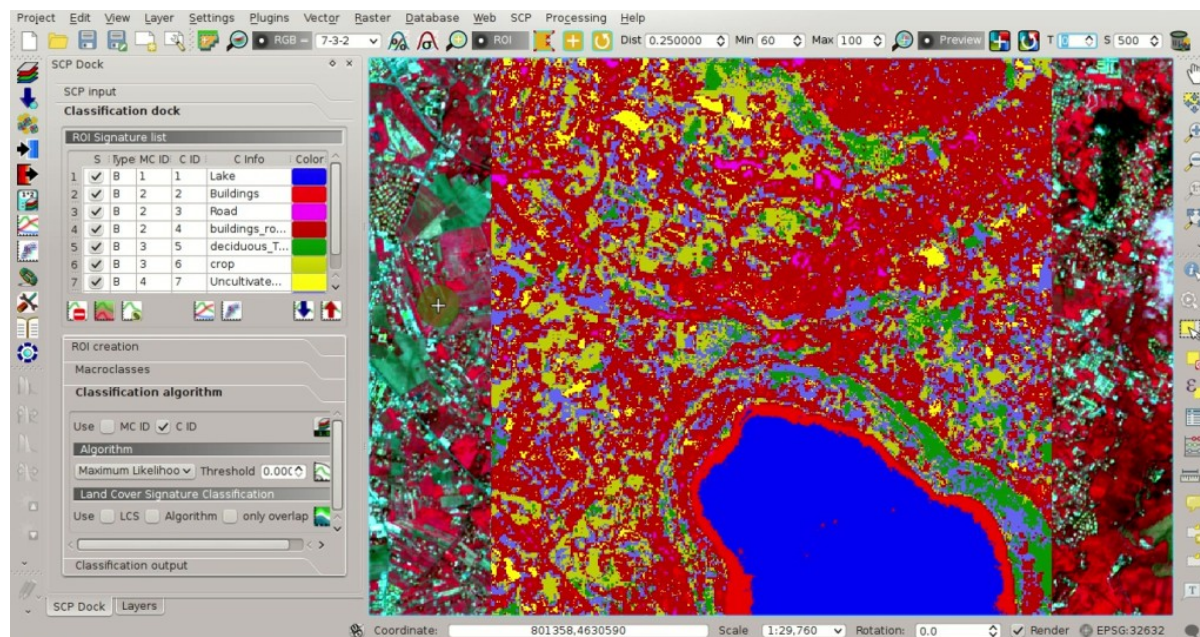 Project Edit View Layer Settings Plugins Vector Raster Database Web SCP Processing Help
RGB = 7-3-2 ROI Dist 0.250000 Min 60 Max 100 Preview T 0 S 500
SCP Dock
SCP input
Classification dock
ROI Signature list
S Type MC ID C ID C Info Color
1 B 1 1 Lake
2 B 2 2 Buildings
3 B 2 3 Road
4 B 2 4 buildings_ro...
5 B 3 5 deciduous_T...
6 B 3 6 crop
7 B 4 7 Uncultivate...
ROI creation
Macroclasses
Classification algorithm
Use MC ID C ID
Algorithm
Maximum Likelihoo Threshold 0.000
Land Cover Signature Classification
Use LCS Algorithm only overlap
Classification output
SCP Dock Layers
Coordinate: 801358,4630590 Scale 1:29,760 Rotation: 0.0 Render EPSG:32632